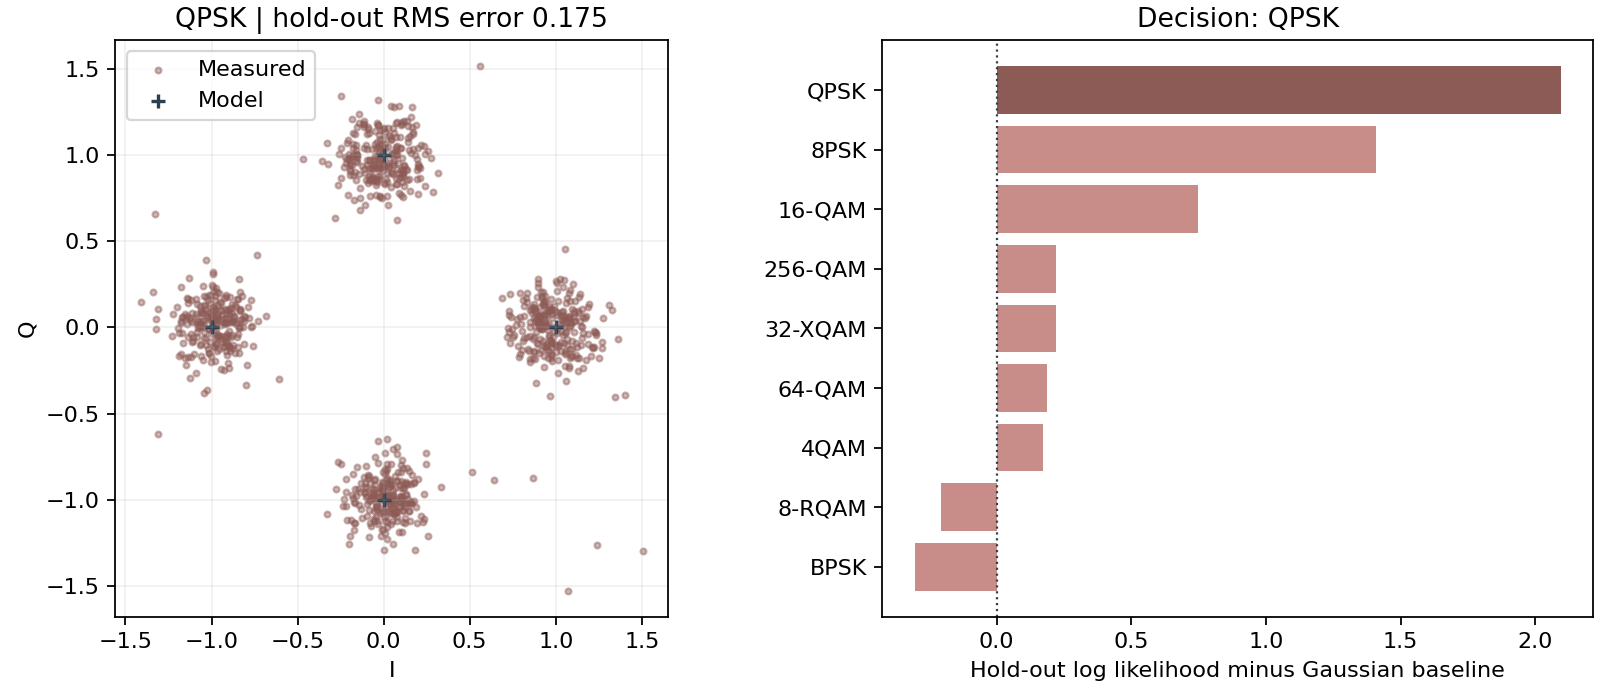 QPSK | hold-out RMS error 0.175
Measured
Model
1.5
1.0
0.5
0.0
−0.5
−1.0
−1.5
Q
−1.5
−1.0
−0.5
0.0
0.5
1.0
1.5
I
Decision: QPSK
QPSK
8PSK
16-QAM
256-QAM
32-XQAM
64-QAM
4QAM
8-RQAM
BPSK
0.0
0.5
1.0
1.5
2.0
Hold-out log likelihood minus Gaussian baseline